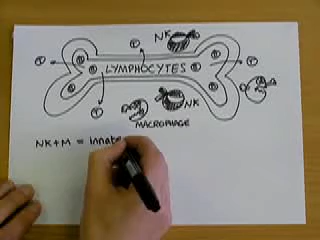 NK
T
T
T
LYMPHOCYTES
T
NK
MACROPHAGE
NK+M = innate